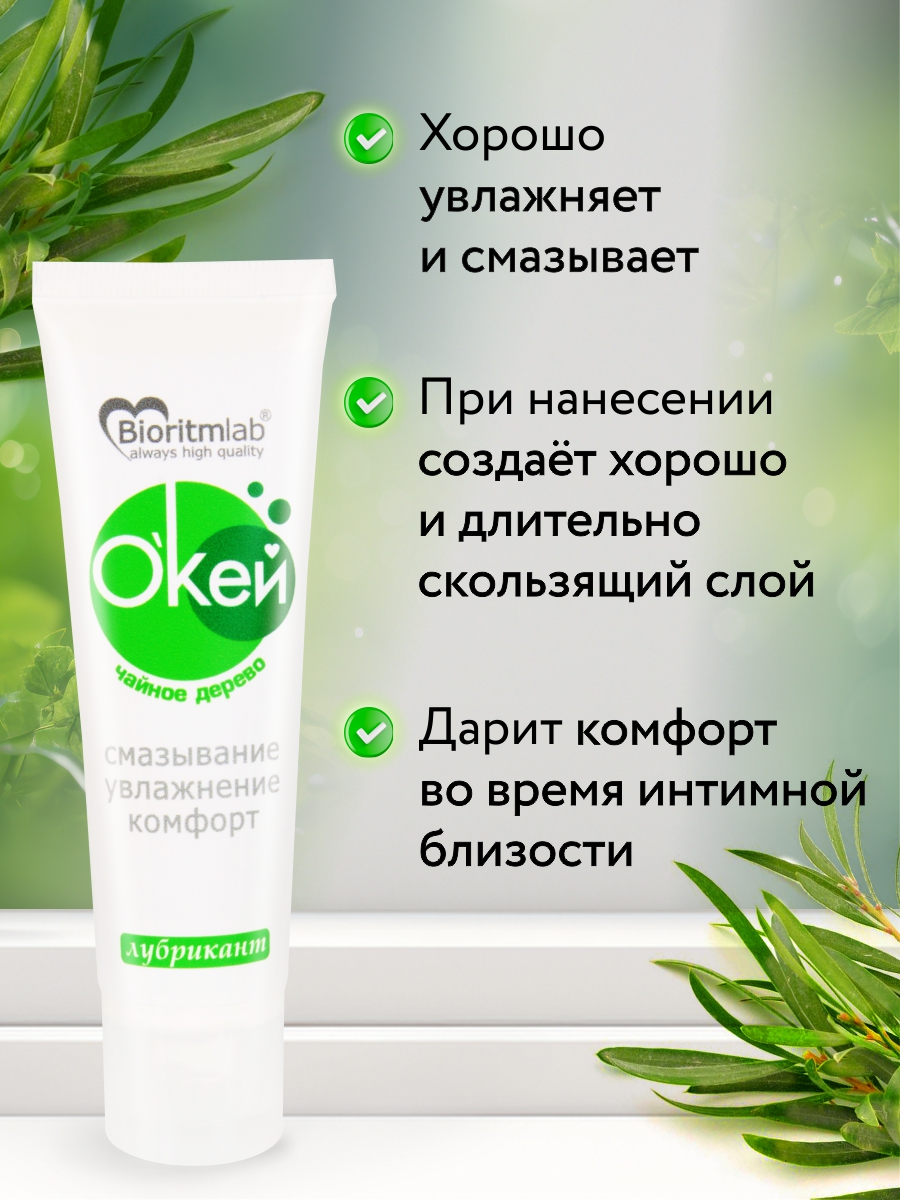 Хорошо
увлажняет
и смазывает
При нанесении
создаёт хорошо
и длительно
скользящий слой
Дарит комфорт
во время интимной
близости
Bioritmlab®
always high quality
О'кей
чайное дерево
смазывание
увлажнение
комфорт
лубрикант